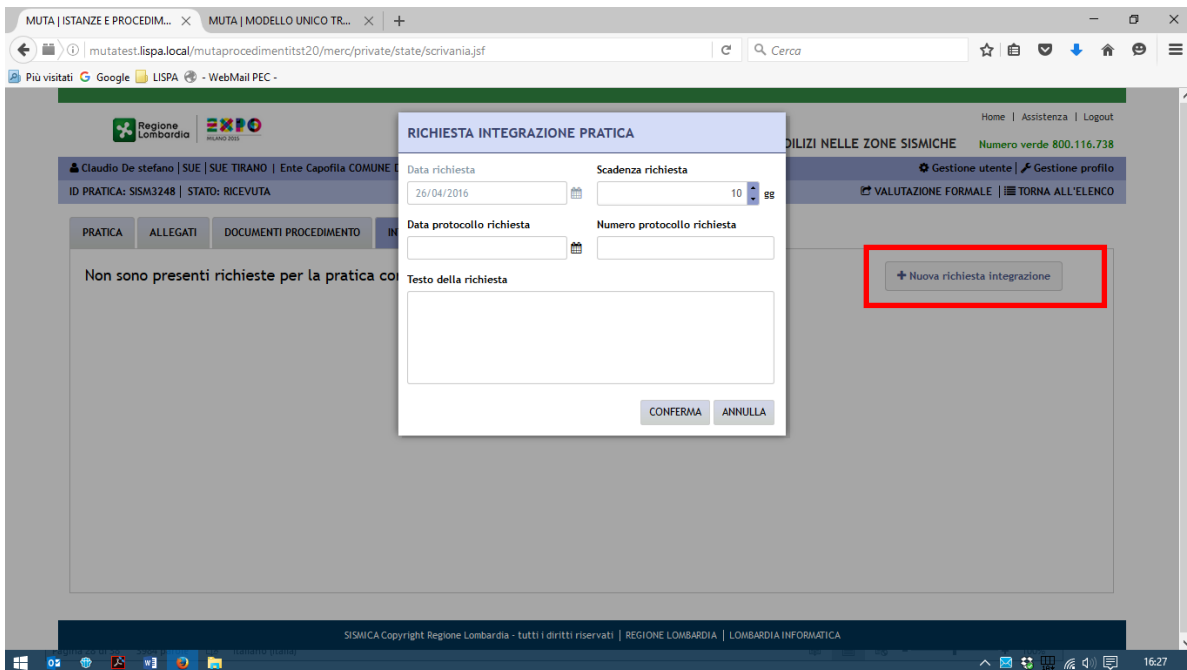 MUTA | ISTANZE E PROCEDIM...
MUTA | MODELLO UNICO TR...
mutatest.lispa.local/mutaprocedimentitst20/merc/private/state/scrivania.jsf
Cerca
Più visitati Google LISPA - WebMail PEC -
Regione Lombardia
EXPO
MILANO 2015
Home | Assistenza | Logout
DILIZI NELLE ZONE SISMICHE
Numero verde 800.116.738
Claudio De stefano | SUE | SUE TIRANO | Ente Capofila COMUNE D
Gestione utente | Gestione profilo
ID PRATICA: SISM3248 | STATO: RICEVUTA
VALUTAZIONE FORMALE | TORNA ALL'ELENCO
PRATICA ALLEGATI DOCUMENTI PROCEDIMENTO IN
Non sono presenti richieste per la pratica co
+ Nuova richiesta integrazione
RICHIESTA INTEGRAZIONE PRATICA
Data richiesta Scadenza richiesta
26/04/2016 10 gg
Data protocollo richiesta Numero protocollo richiesta
Testo della richiesta
CONFERMA ANNULLA
SISMICA Copyright Regione Lombardia - tutti i diritti riservati | REGIONE LOMBARDIA | LOMBARDIA INFORMATICA
16:27